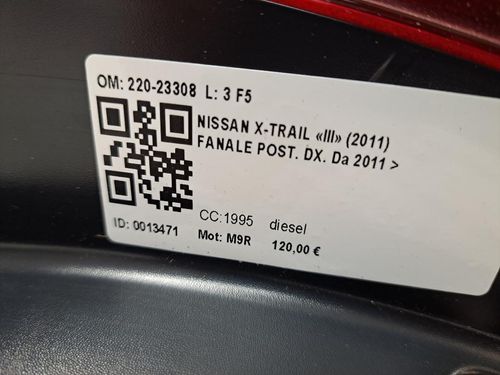 OM: 220-23308 L: 3 F5
NISSAN X-TRAIL «III» (2011)
FANALE POST. DX. Da 2011 >
CC:1995 diesel
ID: 0013471
Mot: M9R 120,00 €